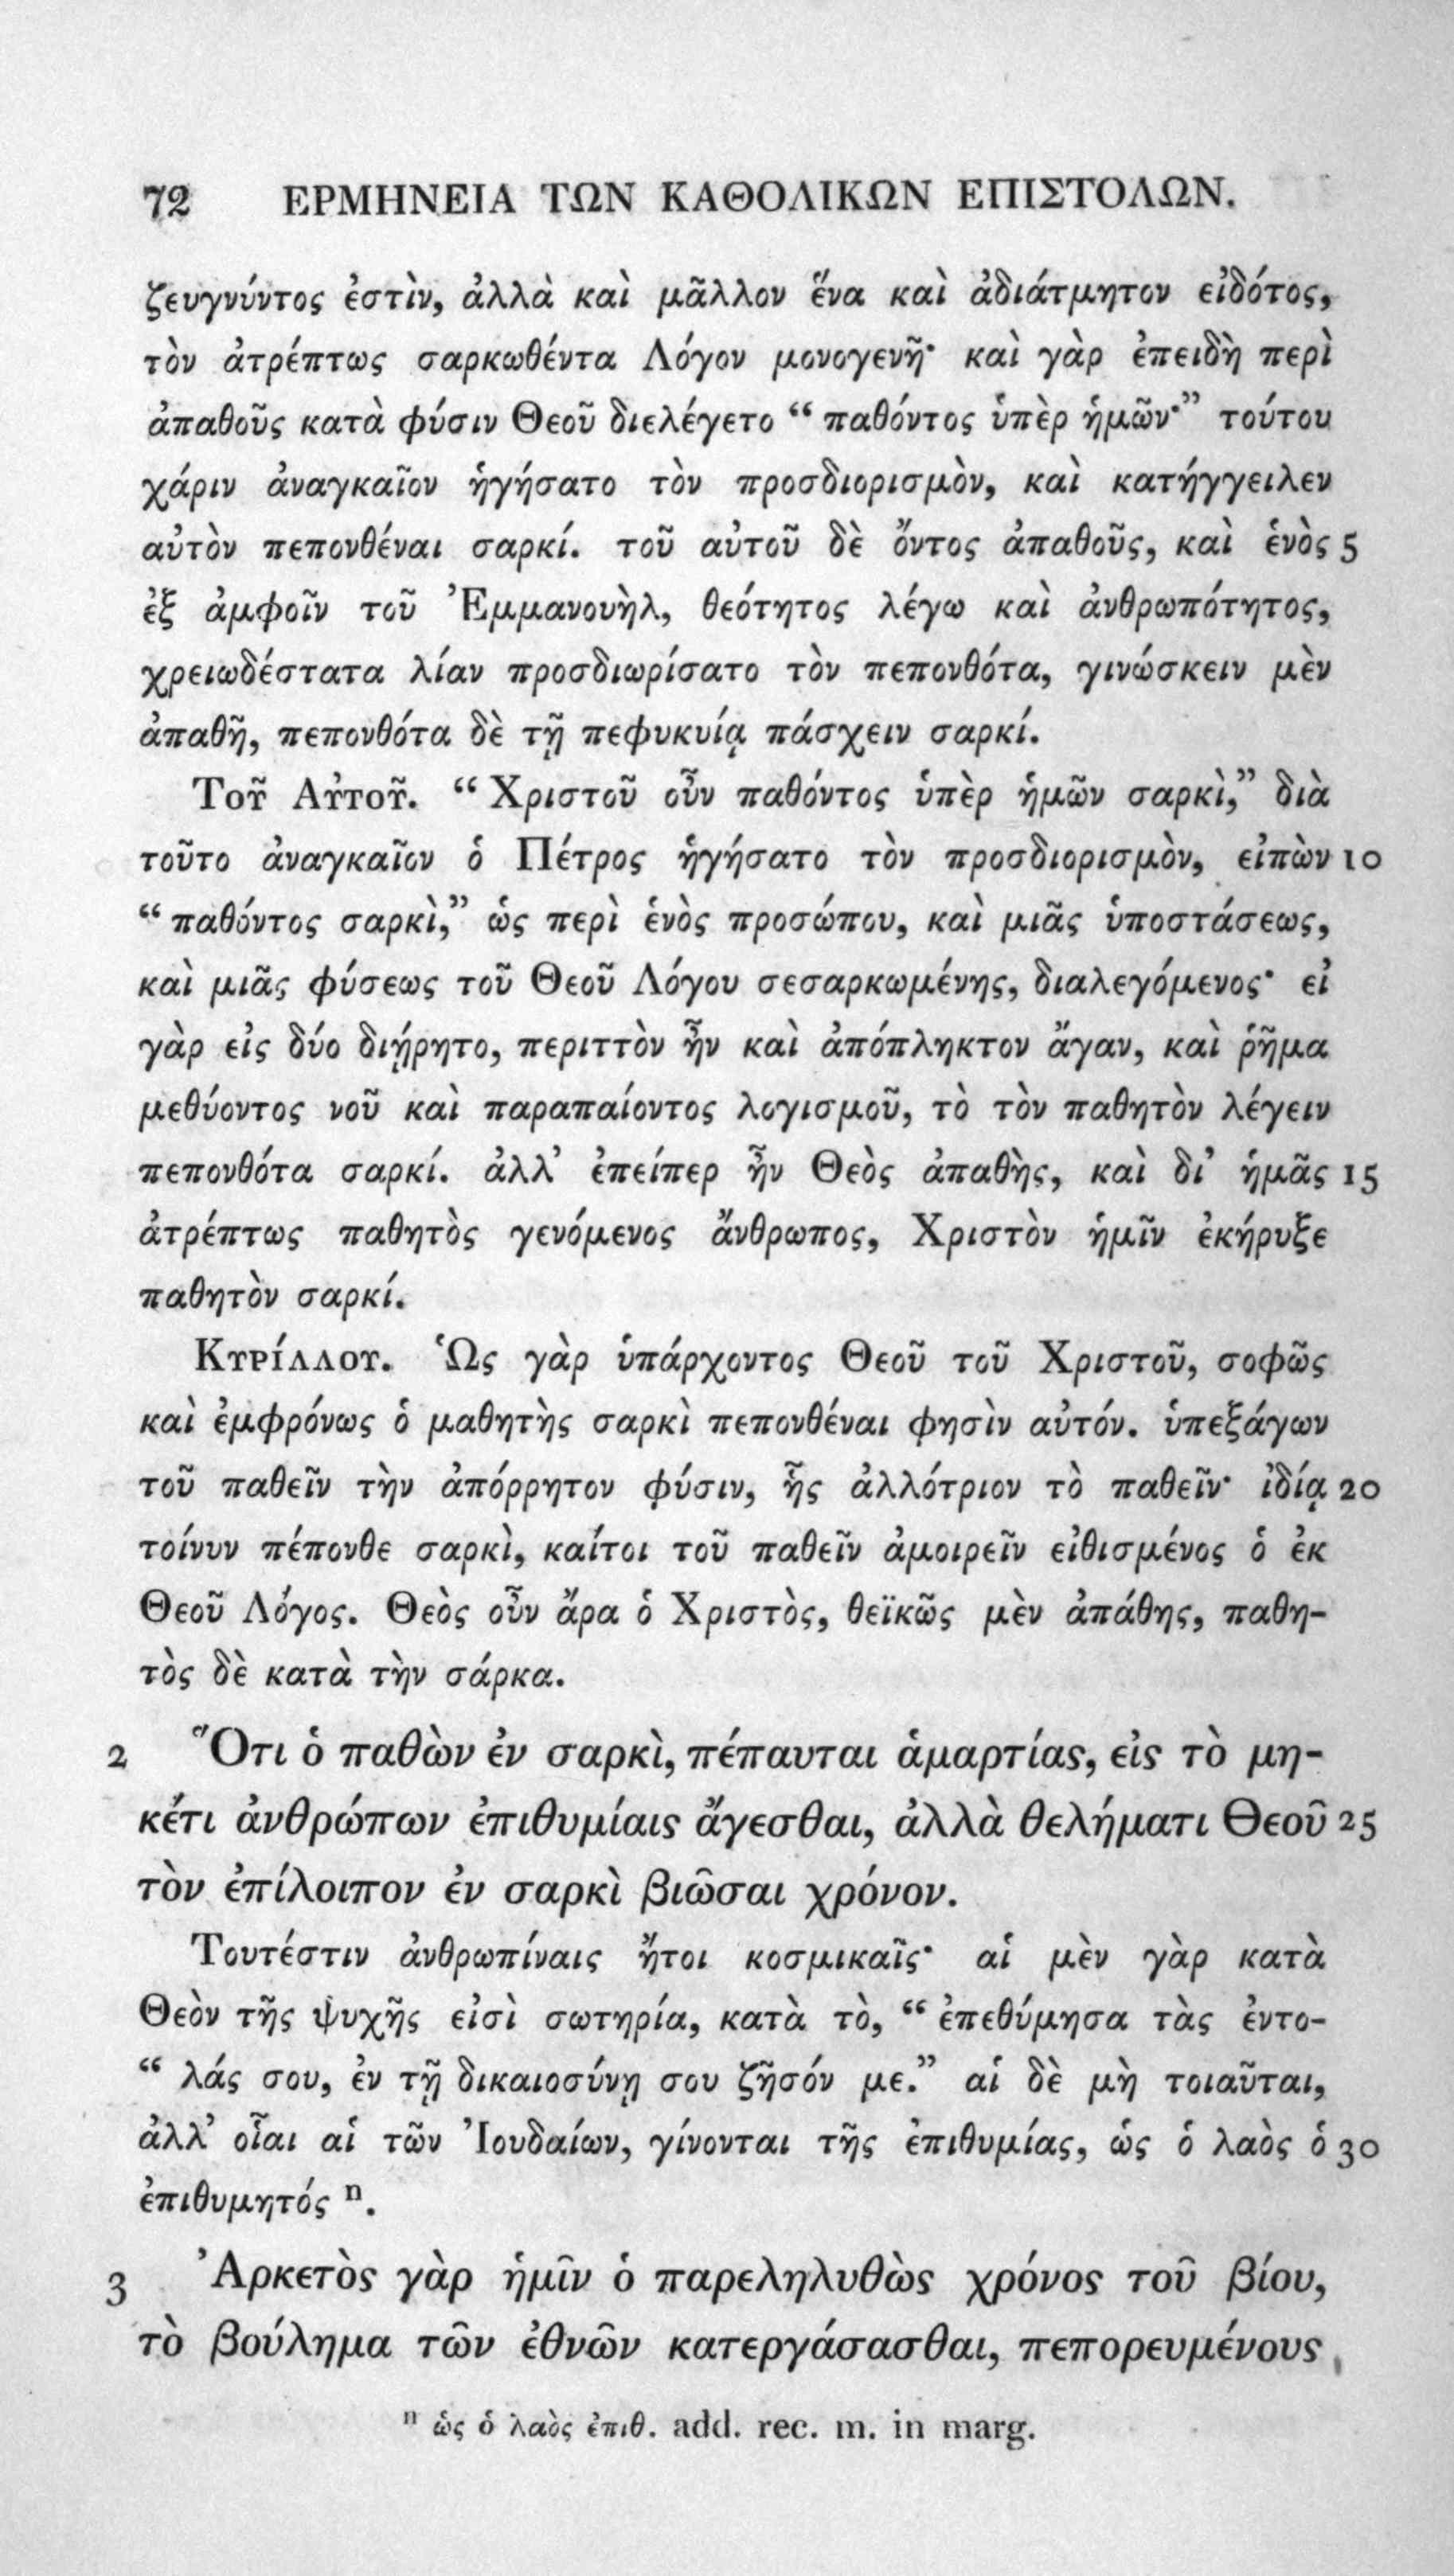 72 ΕΡΜΗΝΕΙΑ ΤΩΝ ΚΑΘΟΛΙΚΩΝ ΕΠΙΣΤΟΛΩΝ.
ζευγνύντος ἐστὶν, ἀλλὰ καὶ μᾶλλον ἕνα καὶ ἀδιάτμητον εἰδότος,
τὸν ἀτρέπτως σαρκωθέντα Λόγον μονογενῆ· καὶ γὰρ ἐπειδὴ περὶ
ἀπαθοῦς κατὰ φύσιν Θεοῦ διελέγετο “ παθόντος ὑπὲρ ἡμῶν·” τούτου
χάριν ἀναγκαῖον ἡγήσατο τὸν προσδιορισμὸν, καὶ κατήγγειλεν
αὐτὸν πεπονθέναι σαρκί. τοῦ αὐτοῦ δὲ ὄντος ἀπαθοῦς, καὶ ἑνὸς 5
ἐξ ἀμφοῖν τοῦ Ἐμμανουὴλ, θεότητος λέγω καὶ ἀνθρωπότητος,
χρειωδέστατα λίαν προσδιωρίσατο τὸν πεπονθότα, γινώσκειν μὲν
ἀπαθῆ, πεπονθότα δὲ τῇ πεφυκυίᾳ πάσχειν σαρκί.
Τοῦ Αὐτοῦ. “ Χριστοῦ οὖν παθόντος ὑπὲρ ἡμῶν σαρκὶ,” διὰ
τοῦτο ἀναγκαῖον ὁ Πέτρος ἡγήσατο τὸν προσδιορισμὸν, εἰπὼν 10
“ παθόντος σαρκὶ,” ὡς περὶ ἑνὸς προσώπου, καὶ μιᾶς ὑποστάσεως,
καὶ μιᾶς φύσεως τοῦ Θεοῦ Λόγου σεσαρκωμένης, διαλεγόμενος· εἰ
γὰρ εἰς δύο διῄρητο, περιττὸν ἦν καὶ ἀπόπληκτον ἄγαν, καὶ ῥῆμα
μεθύοντος νοῦ καὶ παραπαίοντος λογισμοῦ, τὸ τὸν παθητὸν λέγειν
πεπονθότα σαρκί. ἀλλ’ ἐπείπερ ἦν Θεὸς ἀπαθὴς, καὶ δι’ ἡμᾶς 15
ἀτρέπτως παθητὸς γενόμενος ἄνθρωπος, Χριστὸν ἡμῖν ἐκήρυξε
παθητὸν σαρκί.
Κυρίλλου. Ὡς γὰρ ὑπάρχοντος Θεοῦ τοῦ Χριστοῦ, σοφῶς
καὶ ἐμφρόνως ὁ μαθητὴς σαρκὶ πεπονθέναι φησὶν αὐτόν. ὑπεξάγων
τοῦ παθεῖν τὴν ἀπόρρητον φύσιν, ἧς ἀλλότριον τὸ παθεῖν· ἰδίᾳ 20
τοίνυν πέπονθε σαρκὶ, καίτοι τοῦ παθεῖν ἀμοιρεῖν εἰθισμένος ὁ ἐκ
Θεοῦ Λόγος. Θεὸς οὖν ἄρα ὁ Χριστὸς, θεϊκῶς μὲν ἀπάθης, παθη-
τὸς δὲ κατὰ τὴν σάρκα.
2 Ὅτι ὁ παθὼν ἐν σαρκὶ, πέπαυται ἁμαρτίας, εἰς τὸ μη-
κέτι ἀνθρώπων ἐπιθυμίαις ἄγεσθαι, ἀλλὰ θελήματι Θεοῦ 25
τὸν ἐπίλοιπον ἐν σαρκὶ βιῶσαι χρόνον.
Τουτέστιν ἀνθρωπίναις ἤτοι κοσμικαῖς· αἱ μὲν γὰρ κατὰ
Θεὸν τῆς ψυχῆς εἰσὶ σωτηρία, κατὰ τὸ, “ ἐπεθύμησα τὰς ἐντο-
“ λάς σου, ἐν τῇ δικαιοσύνῃ σου ζῆσόν με.” αἱ δὲ μὴ τοιαῦται,
ἀλλ’ οἷαι αἱ τῶν Ἰουδαίων, γίνονται τῆς ἐπιθυμίας, ὡς ὁ λαὸς ὁ 30
ἐπιθυμητός ⁿ.
3 Ἀρκετὸς γὰρ ἡμῖν ὁ παρεληλυθὼς χρόνος τοῦ βίου,
τὸ βούλημα τῶν ἐθνῶν κατεργάσασθαι, πεπορευμένους
ⁿ ὡς ὁ λαὸς ἐπιθ. add. rec. m. in marg.